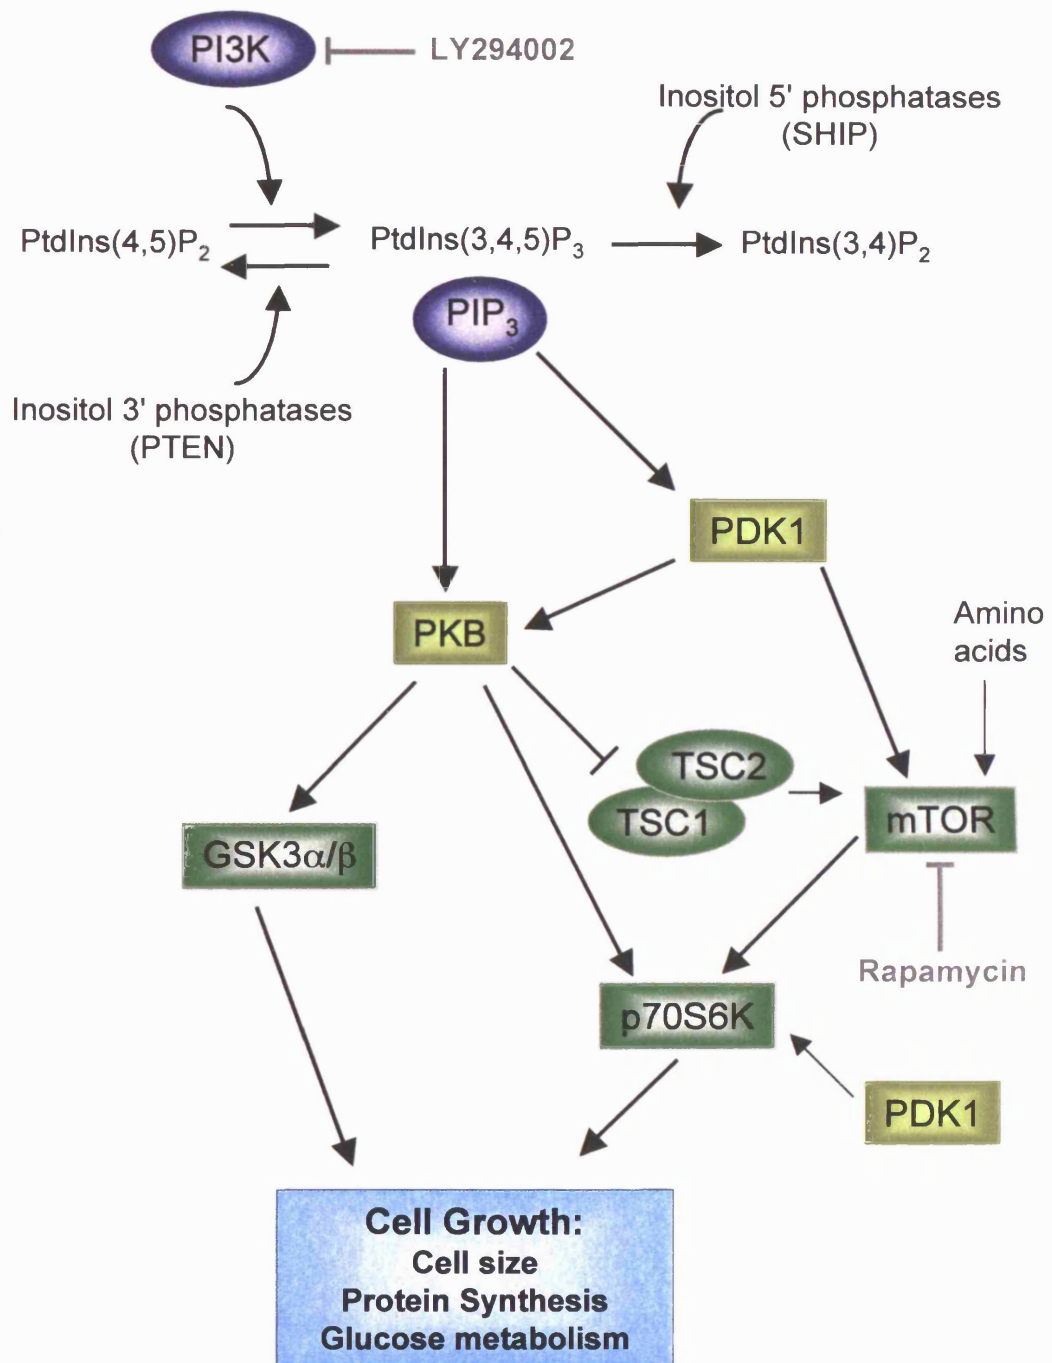 PI3K
LY294002
Inositol 5' phosphatases
(SHIP)
PtdIns(4,5)P₂
PtdIns(3,4,5)P₃
PtdIns(3,4)P₂
PIP₃
Inositol 3' phosphatases
(PTEN)
PDK1
PKB
Amino
acids
TSC2
TSC1
mTOR
GSK3α/β
Rapamycin
p70S6K
PDK1
Cell Growth:
Cell size
Protein Synthesis
Glucose metabolism